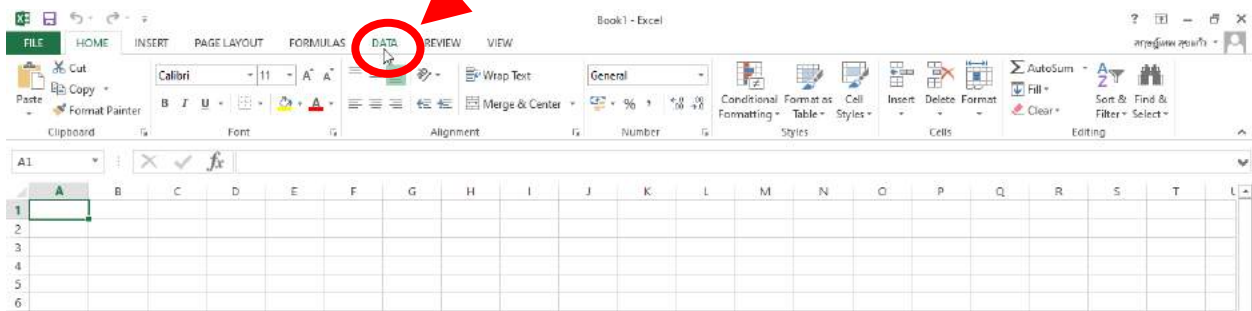 Book1 - Excel
FILE HOME INSERT PAGE LAYOUT FORMULAS DATA REVIEW VIEW
Cut
Copy
Format Painter
Paste
Clipboard
Calibri 11
B I U
Font
Wrap Text
Merge & Center
Alignment
General
%
Number
Conditional Formatting
Format as Table
Cell Styles
Styles
Insert
Delete
Format
Cells
AutoSum
Fill
Clear
Sort & Filter
Find & Select
Editing
A1
fx
A B C D E F G H I J K L M N O P Q R S T
1
2
3
4
5
6